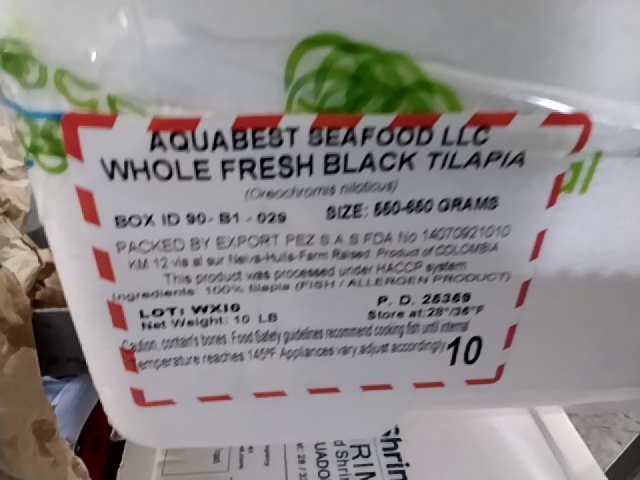 AQUABEST SEAFOOD LLC
WHOLE FRESH BLACK TILAPIA
(Oreochromis niloticus)
BOX ID 90- B1 - 029 SIZE: 550-650 GRAMS
PACKED BY EXPORT PEZ S.A.S FDA No 14070921010
KM 12 via al sur Neiva-Huila-Farm Raised. Product of COLOMBIA
This product was processed under HACCP system
Ingredients: 100% tilapia (FISH / ALLERGEN PRODUCT)
LOT: WX10 P. D. 25359
Net Weight: 10 LB Store at:28°/36°F
Caution, contain's bones. Food Safety guidelines recommend cooking fish until internal
temperature reaches 145°F Appliances vary,adjust accordingly 10
al